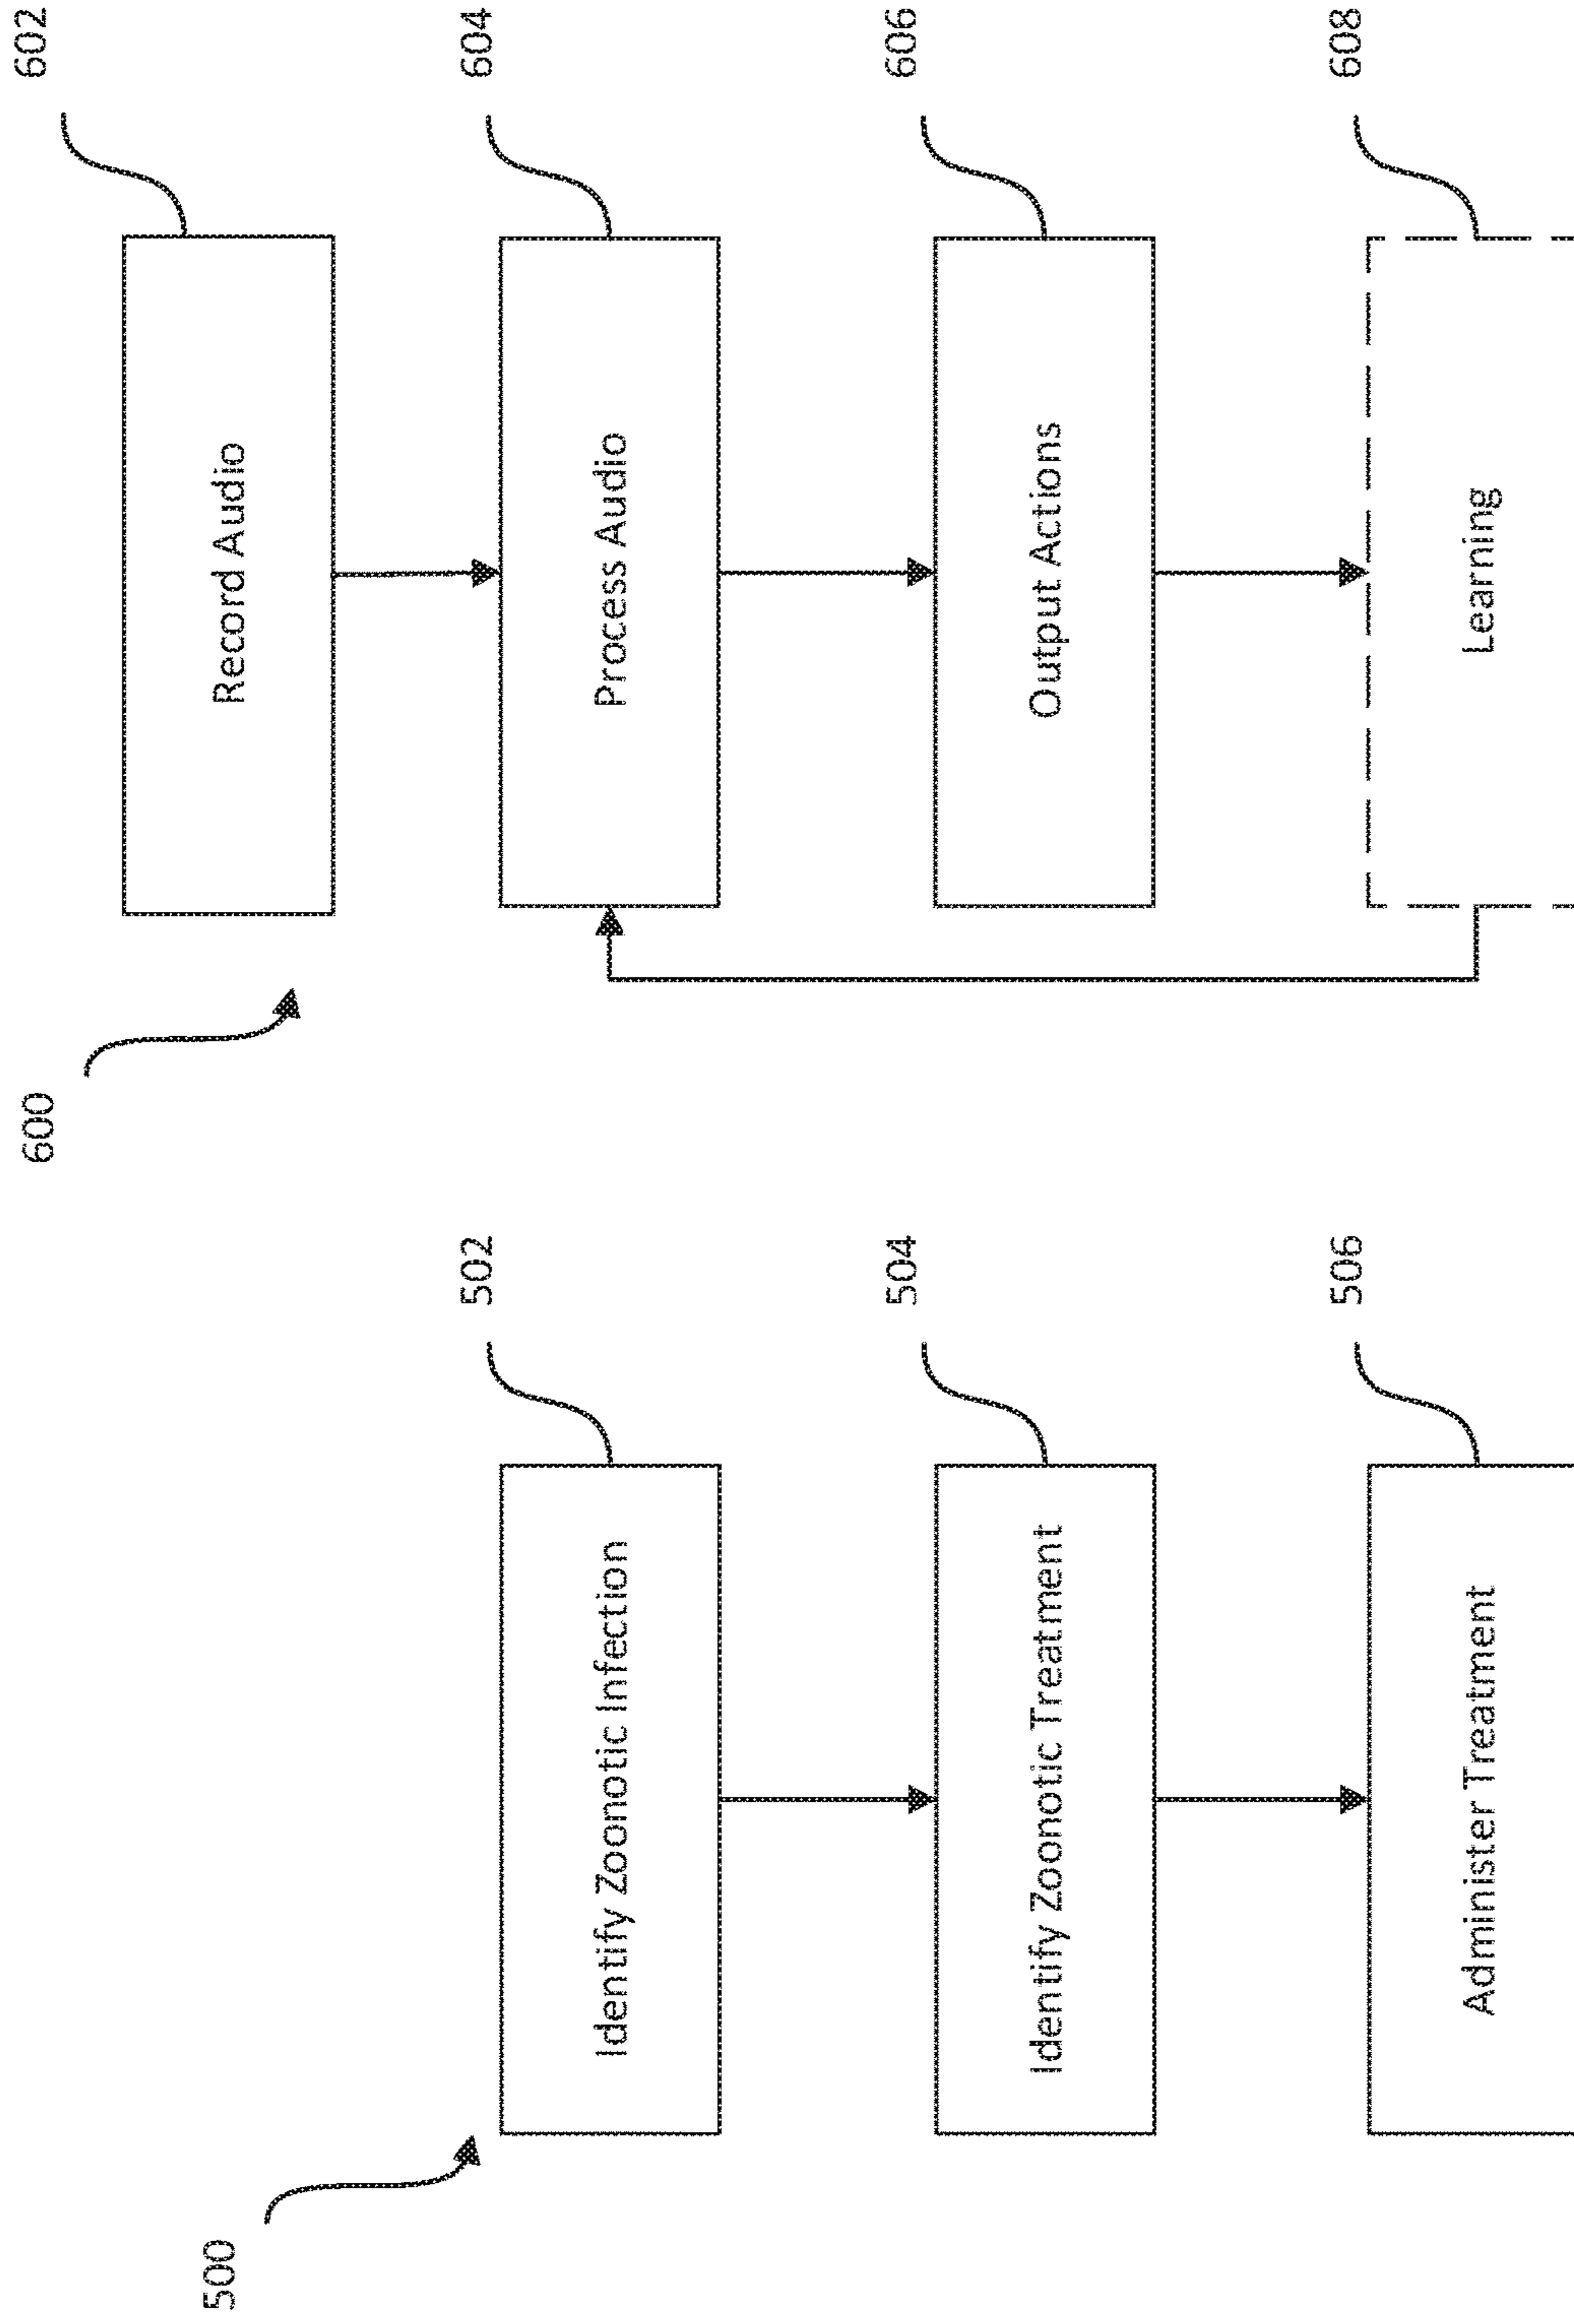 500
502
Identify Zoonotic Infection
504
Identify Zoonotic Treatment
506
Administer Treatment
600
602
Record Audio
604
Process Audio
606
Output Actions
608
Learning